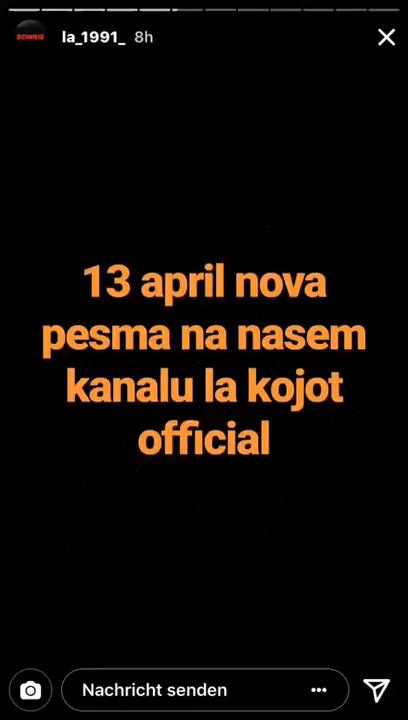 la_1991_ 8h
13 april nova
pesma na nasem
kanalu la kojot
official
Nachricht senden